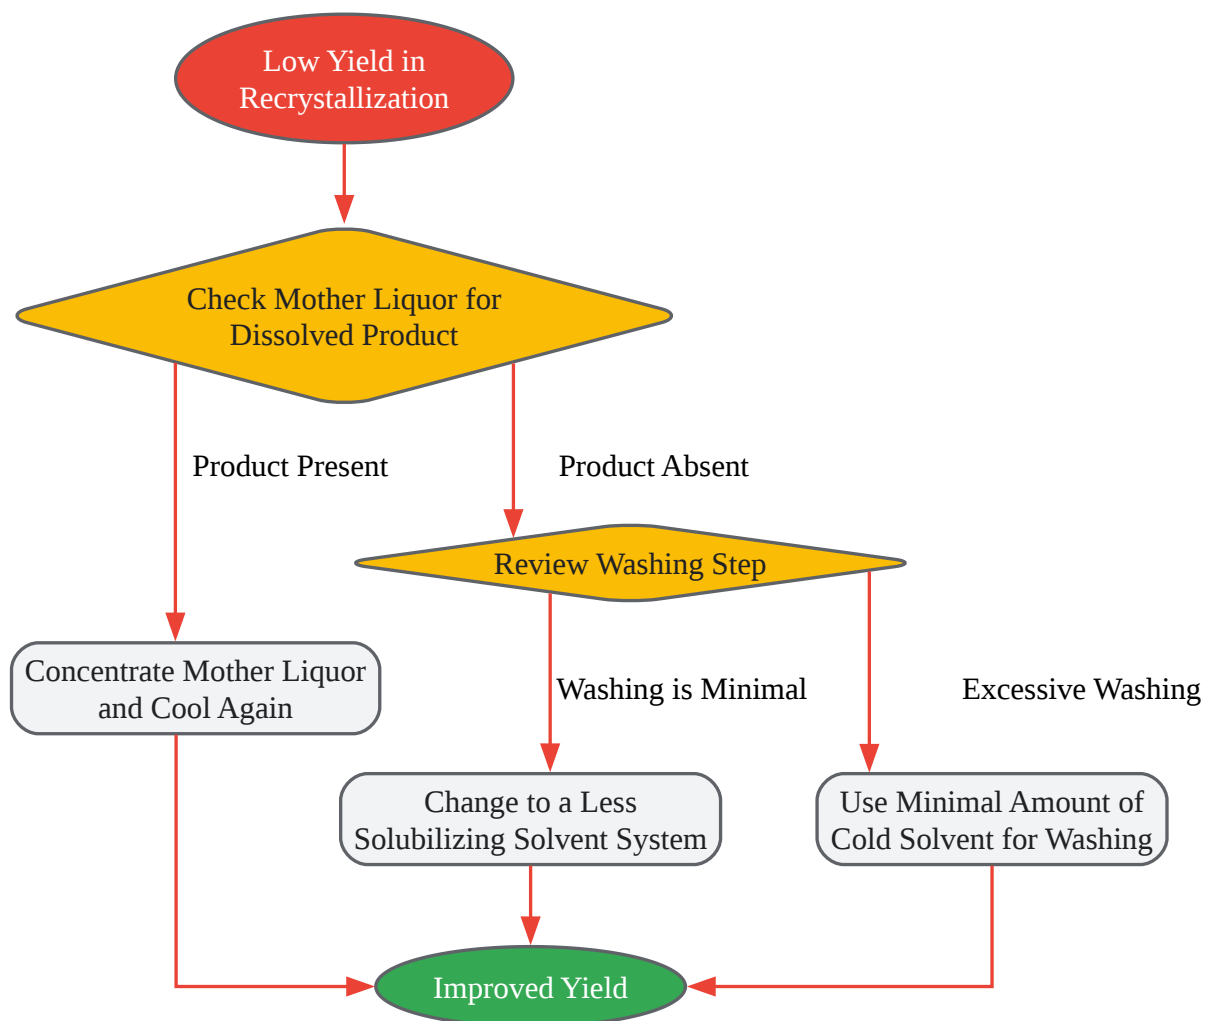 Low Yield in
Recrystallization
Check Mother Liquor for
Dissolved Product
Product Present
Product Absent
Review Washing Step
Concentrate Mother Liquor
and Cool Again
Washing is Minimal
Excessive Washing
Change to a Less
Solubilizing Solvent System
Use Minimal Amount of
Cold Solvent for Washing
Improved Yield